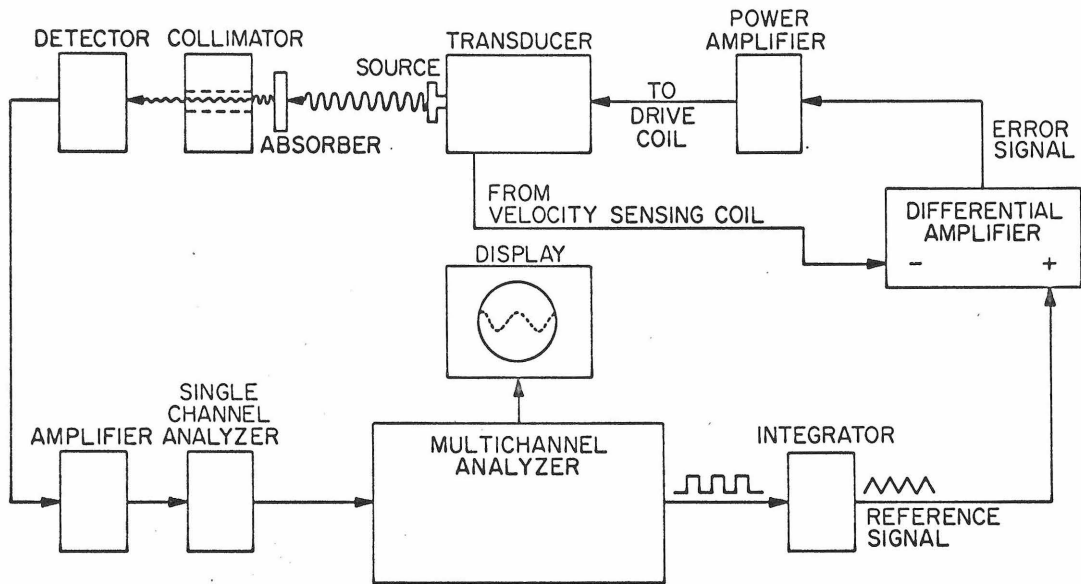 DETECTOR
COLLIMATOR
SOURCE
ABSORBER
TRANSDUCER
POWER
AMPLIFIER
TO
DRIVE
COIL
ERROR
SIGNAL
FROM
VELOCITY SENSING COIL
DIFFERENTIAL
AMPLIFIER
- +
DISPLAY
AMPLIFIER
SINGLE
CHANNEL
ANALYZER
MULTICHANNEL
ANALYZER
INTEGRATOR
REFERENCE
SIGNAL